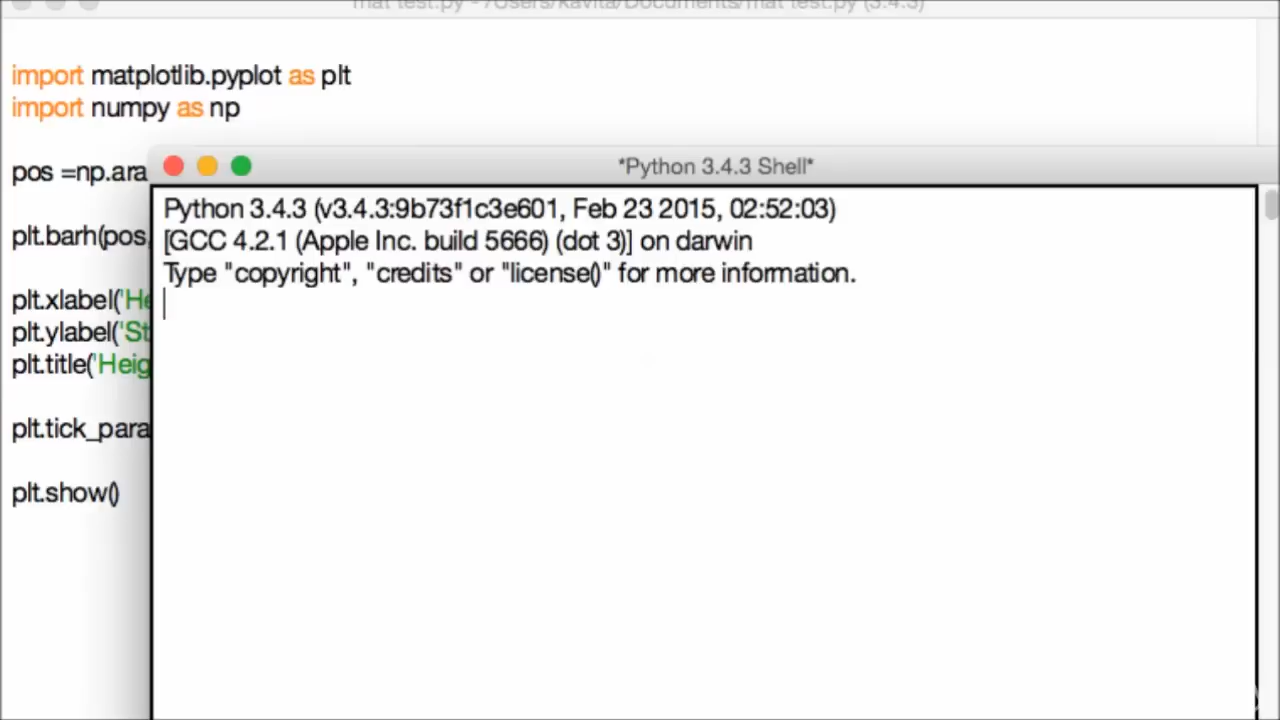 mat test.py - /Users/kavita/Documents/mat test.py (3.4.3)
import matplotlib.pyplot as plt
import numpy as np
pos =np.ara
plt.barh(pos,
plt.xlabel('He
plt.ylabel('St
plt.title('Heig
plt.tick_para
plt.show()
*Python 3.4.3 Shell*
Python 3.4.3 (v3.4.3:9b73f1c3e601, Feb 23 2015, 02:52:03)
[GCC 4.2.1 (Apple Inc. build 5666) (dot 3)] on darwin
Type "copyright", "credits" or "license()" for more information.